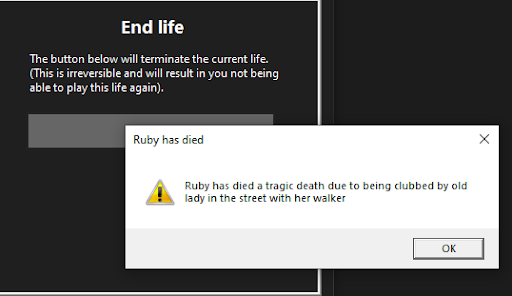 End life
The button below will terminate the current life.
(This is irreversible and will result in you not being
able to play this life again).
Ruby has died
Ruby has died a tragic death due to being clubbed by old
lady in the street with her walker
OK